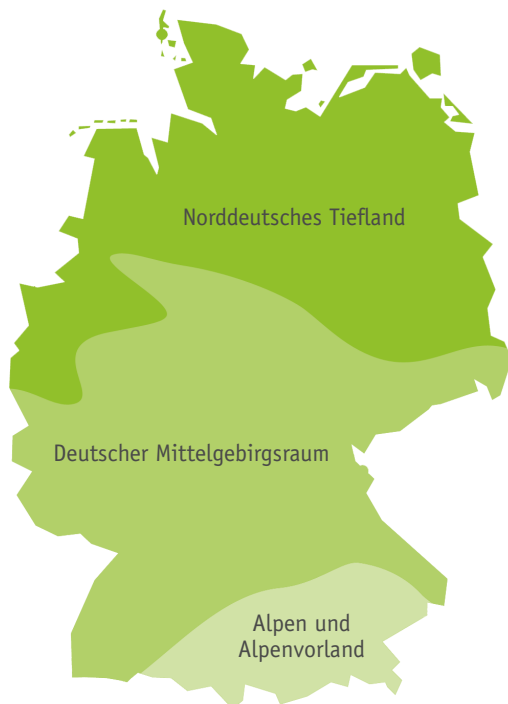 Norddeutsches Tiefland
Deutscher Mittelgebirgsraum
Alpen und
Alpenvorland